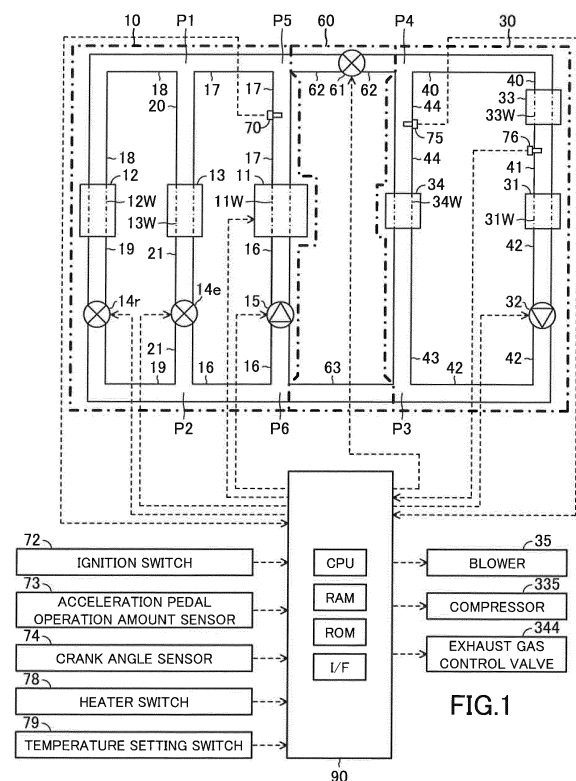 10 P1 P5 60 P4 30
18 17 17 62 61 62 40 40
20 44 33
33W
70 75 76
18 17 44 41
12 13 11 34 31
12W 13W 11W 34W 31W
19 21 16 42
14r 14e 15 32
21 16 43 42
19 16 63 42
P2 P6 P3
72
IGNITION SWITCH
73
ACCELERATION PEDAL
OPERATION AMOUNT SENSOR
74
CRANK ANGLE SENSOR
78
HEATER SWITCH
79
TEMPERATURE SETTING SWITCH
CPU
RAM
ROM
I/F
90
35
BLOWER
335
COMPRESSOR
344
EXHAUST GAS
CONTROL VALVE
FIG.1